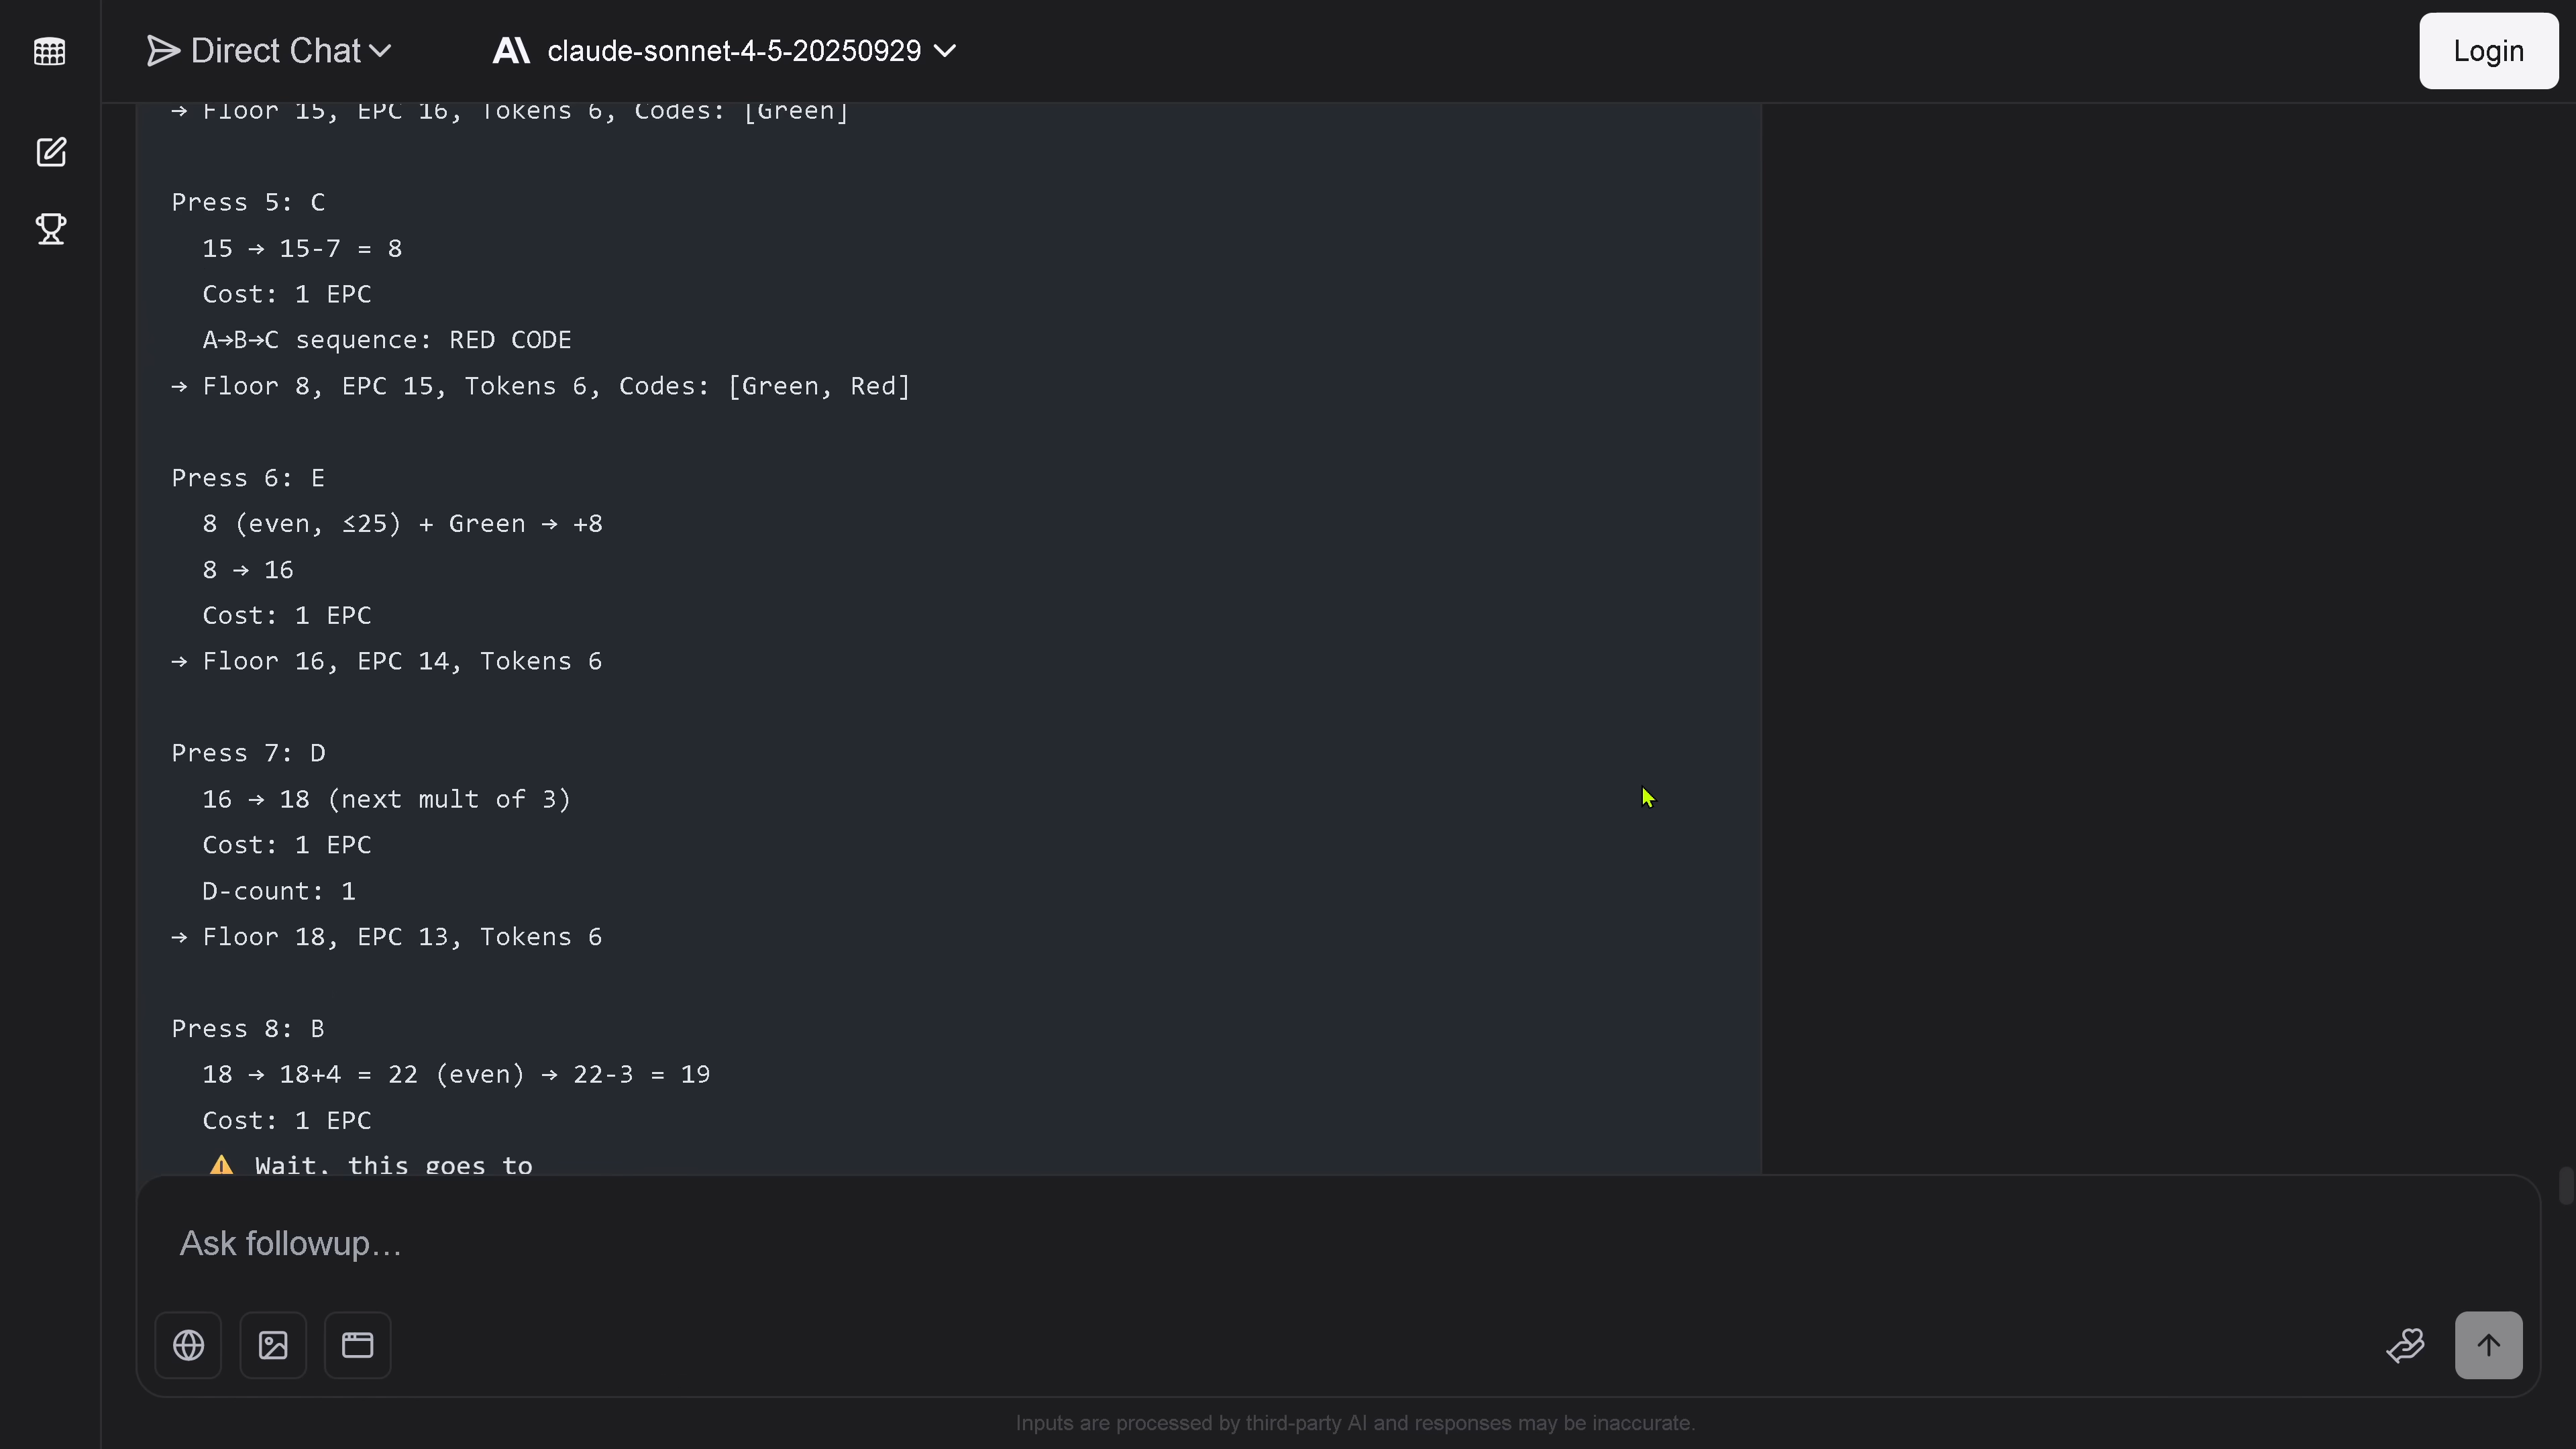 Direct Chat
claude-sonnet-4-5-20250929
Login
→ Floor 15, EPC 16, Tokens 6, Codes: [Green]
Press 5: C
15 → 15-7 = 8
Cost: 1 EPC
A→B→C sequence: RED CODE
→ Floor 8, EPC 15, Tokens 6, Codes: [Green, Red]
Press 6: E
8 (even, ≤25) + Green → +8
8 → 16
Cost: 1 EPC
→ Floor 16, EPC 14, Tokens 6
Press 7: D
16 → 18 (next mult of 3)
Cost: 1 EPC
D-count: 1
→ Floor 18, EPC 13, Tokens 6
Press 8: B
18 → 18+4 = 22 (even) → 22-3 = 19
Cost: 1 EPC
⚠️ Wait, this goes to
Ask followup…
Inputs are processed by third-party AI and responses may be inaccurate.